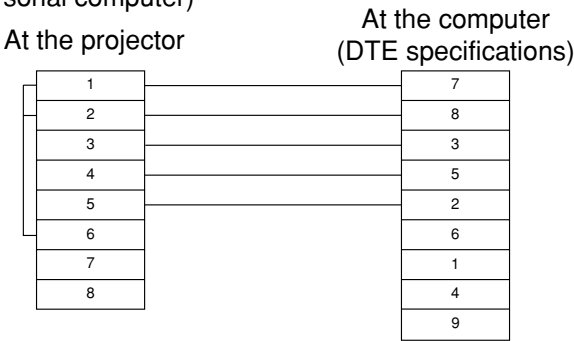 sonal computer)
At the projector
At the computer
(DTE specifications)
1 7
2 8
3 3
4 5
5 2
6 6
7 1
8 4
9